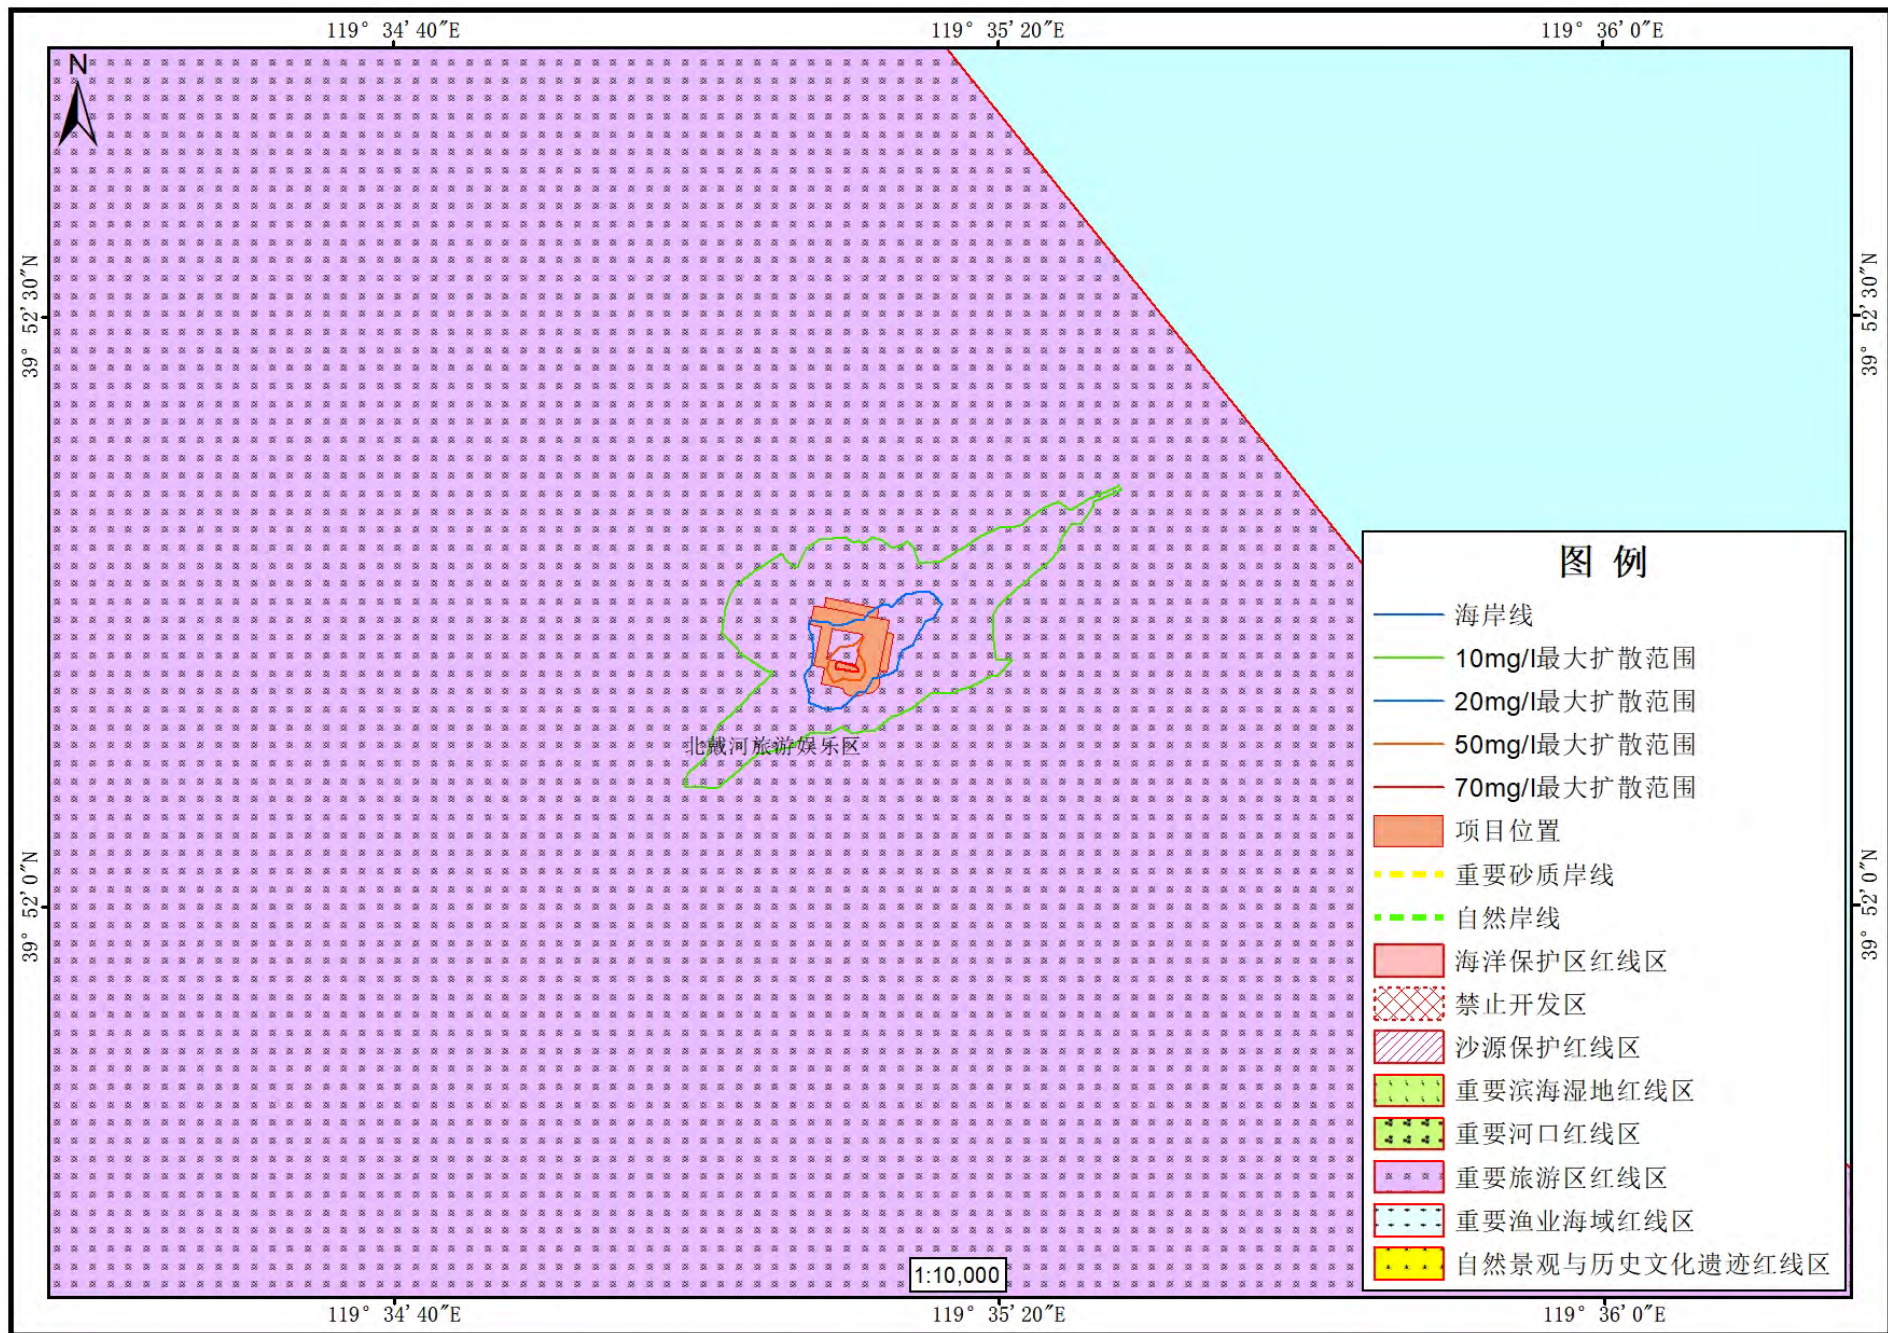 119° 34′ 40″E
119° 35′ 20″E
119° 36′ 0″E
N
39° 52′ 30″N
39° 52′ 30″N
北戴河旅游娱乐区
39° 52′ 0″N
39° 52′ 0″N
图 例
海岸线
10mg/l最大扩散范围
20mg/l最大扩散范围
50mg/l最大扩散范围
70mg/l最大扩散范围
项目位置
重要砂质岸线
自然岸线
海洋保护区红线区
禁止开发区
沙源保护红线区
重要滨海湿地红线区
重要河口红线区
重要旅游区红线区
重要渔业海域红线区
自然景观与历史文化遗迹红线区
1:10,000
119° 34′ 40″E
119° 35′ 20″E
119° 36′ 0″E